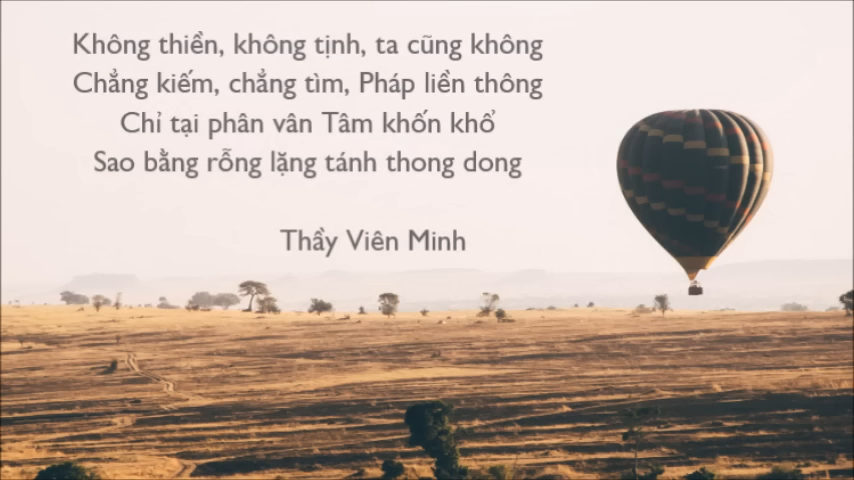 Không thiền, không tịnh, ta cũng không
Chẳng kiếm, chẳng tìm, Pháp liền thông
Chỉ tại phân vân Tâm khốn khổ
Sao bằng rỗng lặng tánh thong dong
Thầy Viên Minh